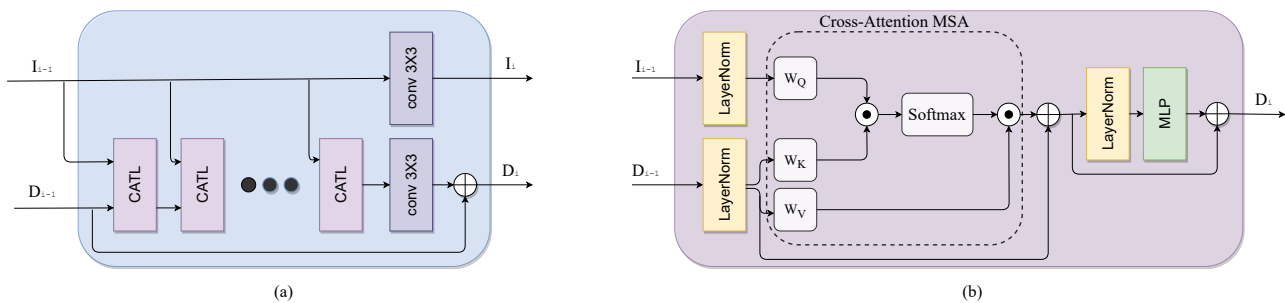 I i-1
conv 3X3
I i
CATL
CATL
CATL
conv 3X3
D i-1
D i
(a)
Cross-Attention MSA
I i-1
LayerNorm
W Q
Softmax
LayerNorm
MLP
D i
D i-1
LayerNorm
W K
W V
(b)